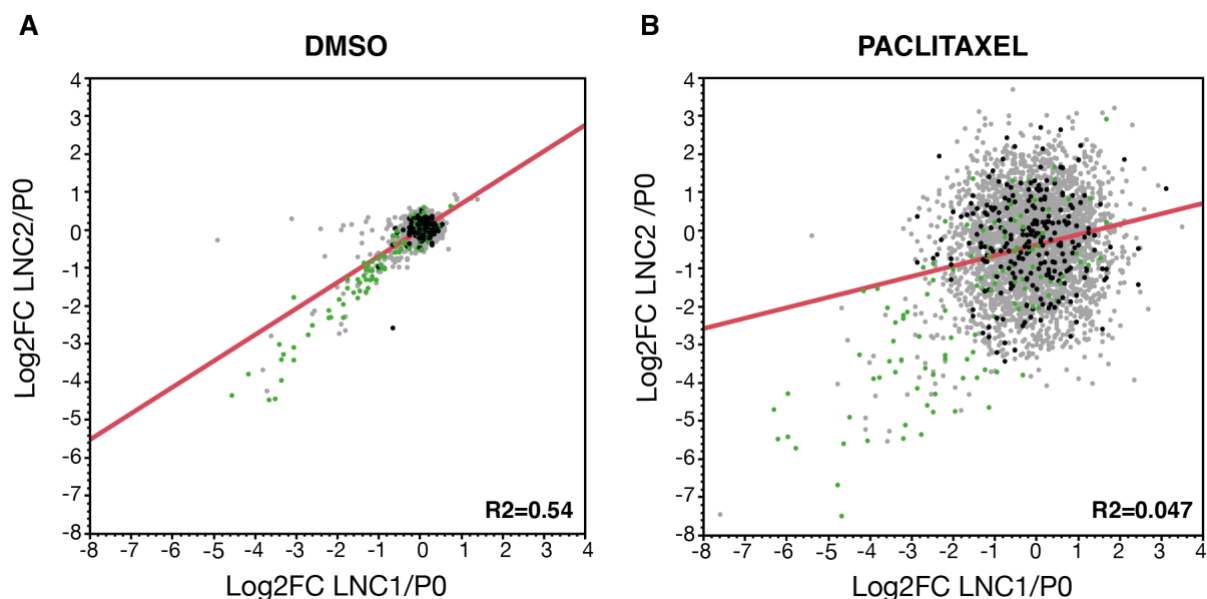 A
DMSO
4
3
2
1
0
-1
-2
-3
-4
-5
-6
-7
-8
Log2FC LNC2/P0
R2=0.54
-8 -7 -6 -5 -4 -3 -2 -1 0 1 2 3 4
Log2FC LNC1/P0
B
PACLITAXEL
4
3
2
1
0
-1
-2
-3
-4
-5
-6
-7
-8
Log2FC LNC2 /P0
R2=0.047
-8 -7 -6 -5 -4 -3 -2 -1 0 1 2 3 4
Log2FC LNC1/P0